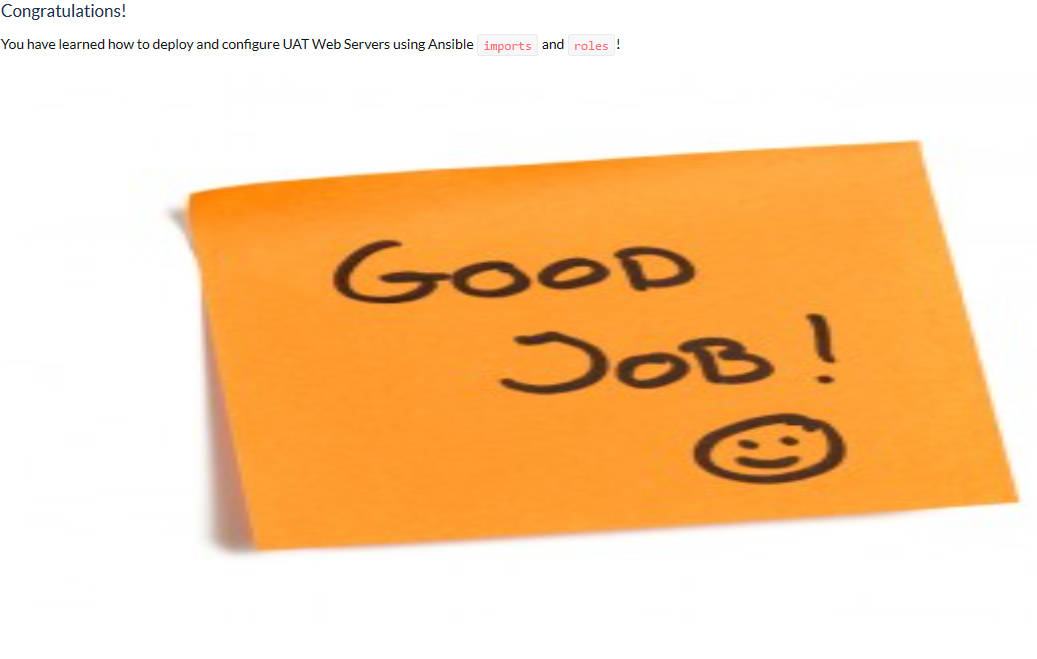 Congratulations!
You have learned how to deploy and configure UAT Web Servers using Ansible imports and roles !
GOOD
JOB!